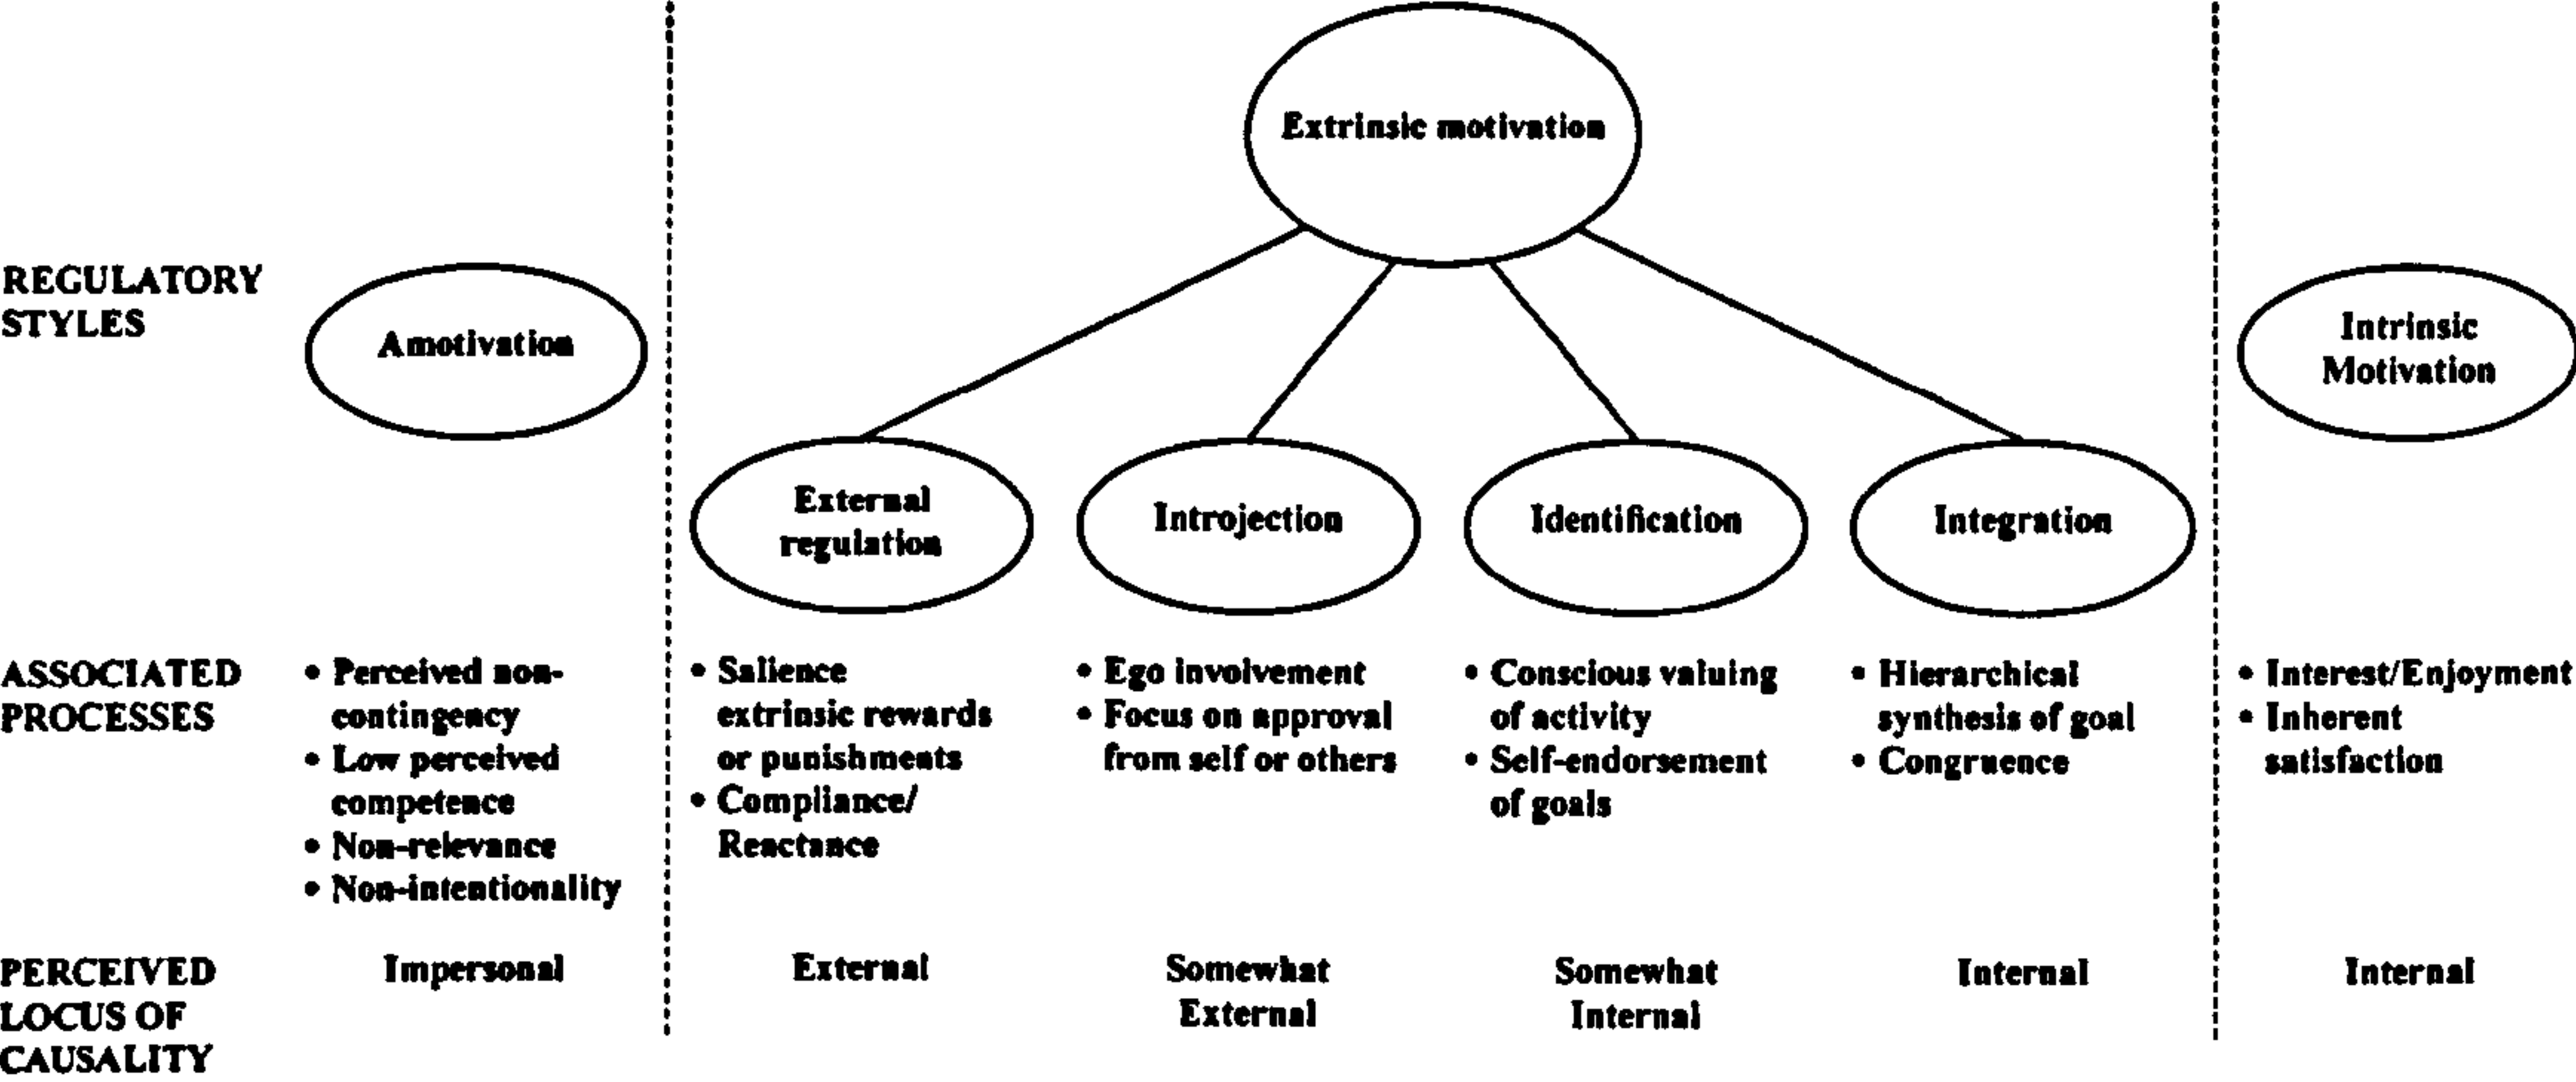 Extrinsic motivation
REGULATORY
STYLES
Amotivation
Intrinsic
Motivation
External
regulation
Introjection
Identification
Integration
ASSOCIATED
PROCESSES
• Perceived non-
contingency
• Low perceived
competence
• Non-relevance
• Non-intentionality
• Salience
extrinsic rewards
or punishments
• Compliance/
Reactance
• Ego involvement
• Focus on approval
from self or others
• Conscious valuing
of activity
• Self-endorsement
of goals
• Hierarchical
synthesis of goal
• Congruence
• Interest/Enjoyment
• Inherent
satisfaction
PERCEIVED
LOCUS OF
CAUSALITY
Impersonal
External
Somewhat
External
Somewhat
Internal
Internal
Internal